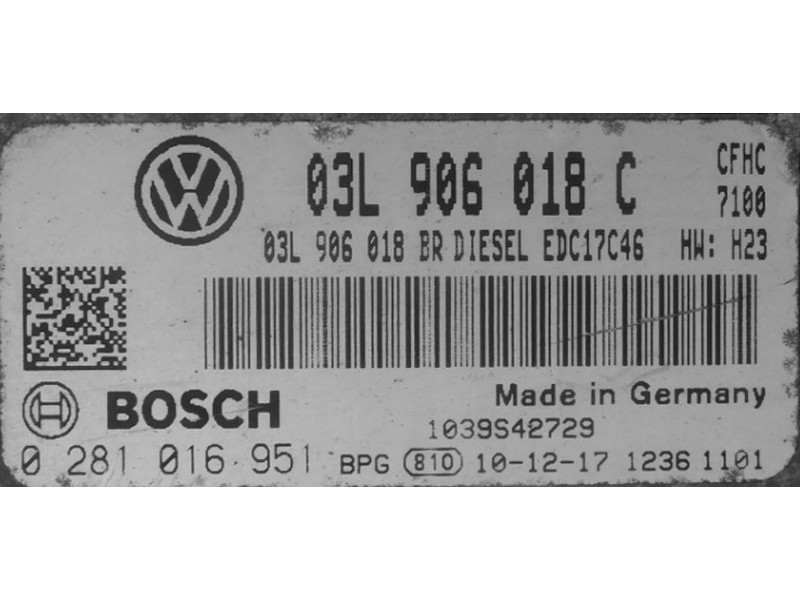 03L 906 018 C
CFHC
7100
03L 906 018 BR DIESEL EDC17C46 HW: H23
BOSCH
Made in Germany
1039S42729
0 281 016 951 BPG 810 10-12-17 1236 1101